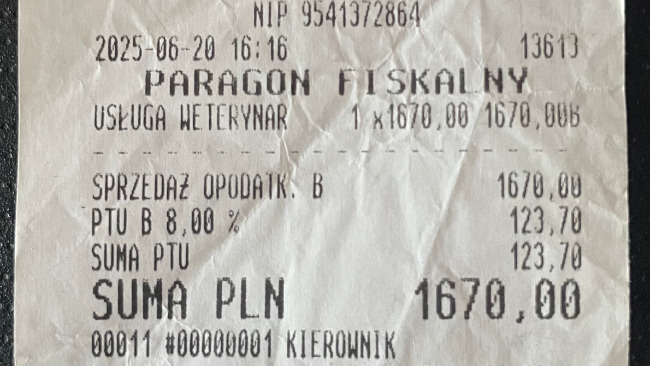 NIP 9541372864
2025-06-20 16:16 13613
PARAGON FISKALNY
USŁUGA WETERYNAR 1 x1670,00 1670,00B
SPRZEDAŻ OPODATK. B 1670,00
PTU B 8,00 % 123,70
SUMA PTU 123,70
SUMA PLN 1670,00
00011 #00000001 KIEROWNIK